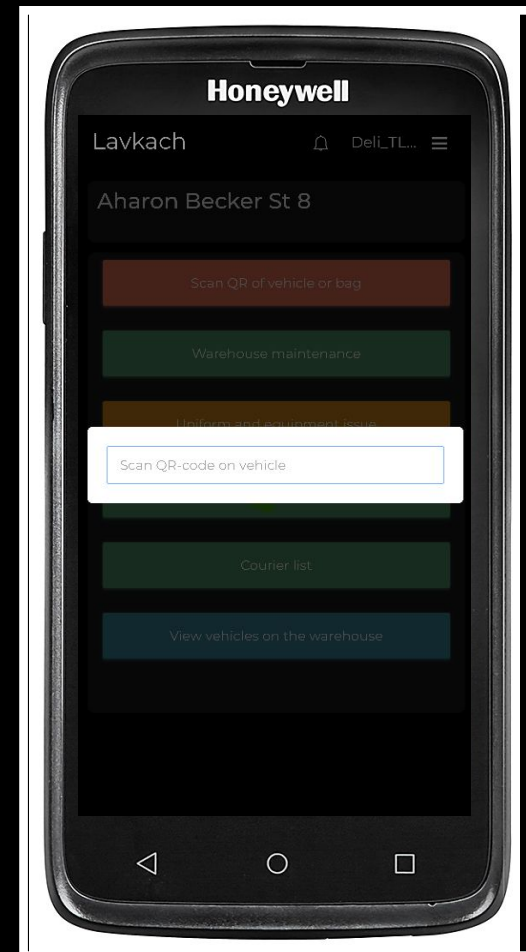 Honeywell
Lavkach
Deli_TL...
Aharon Becker St 8
Scan QR of vehicle or bag
Warehouse maintenance
Uniform and equipment issue
Scan QR-code on vehicle
Courier list
View vehicles on the warehouse